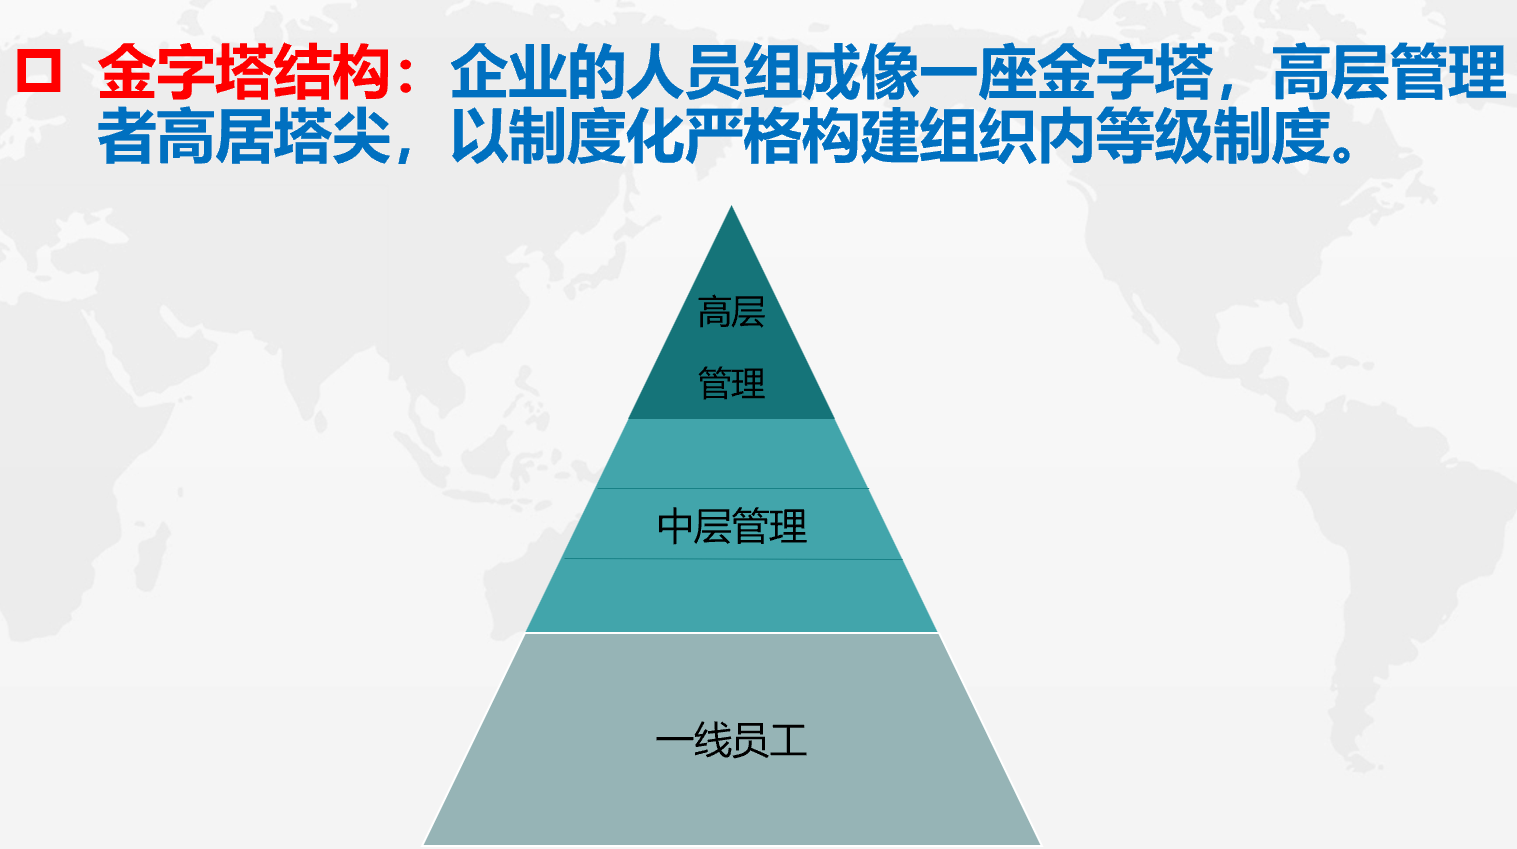 金字塔结构：企业的人员组成像一座金字塔，高层管理
者高居塔尖，以制度化严格构建组织内等级制度。
高层
管理
中层管理
一线员工